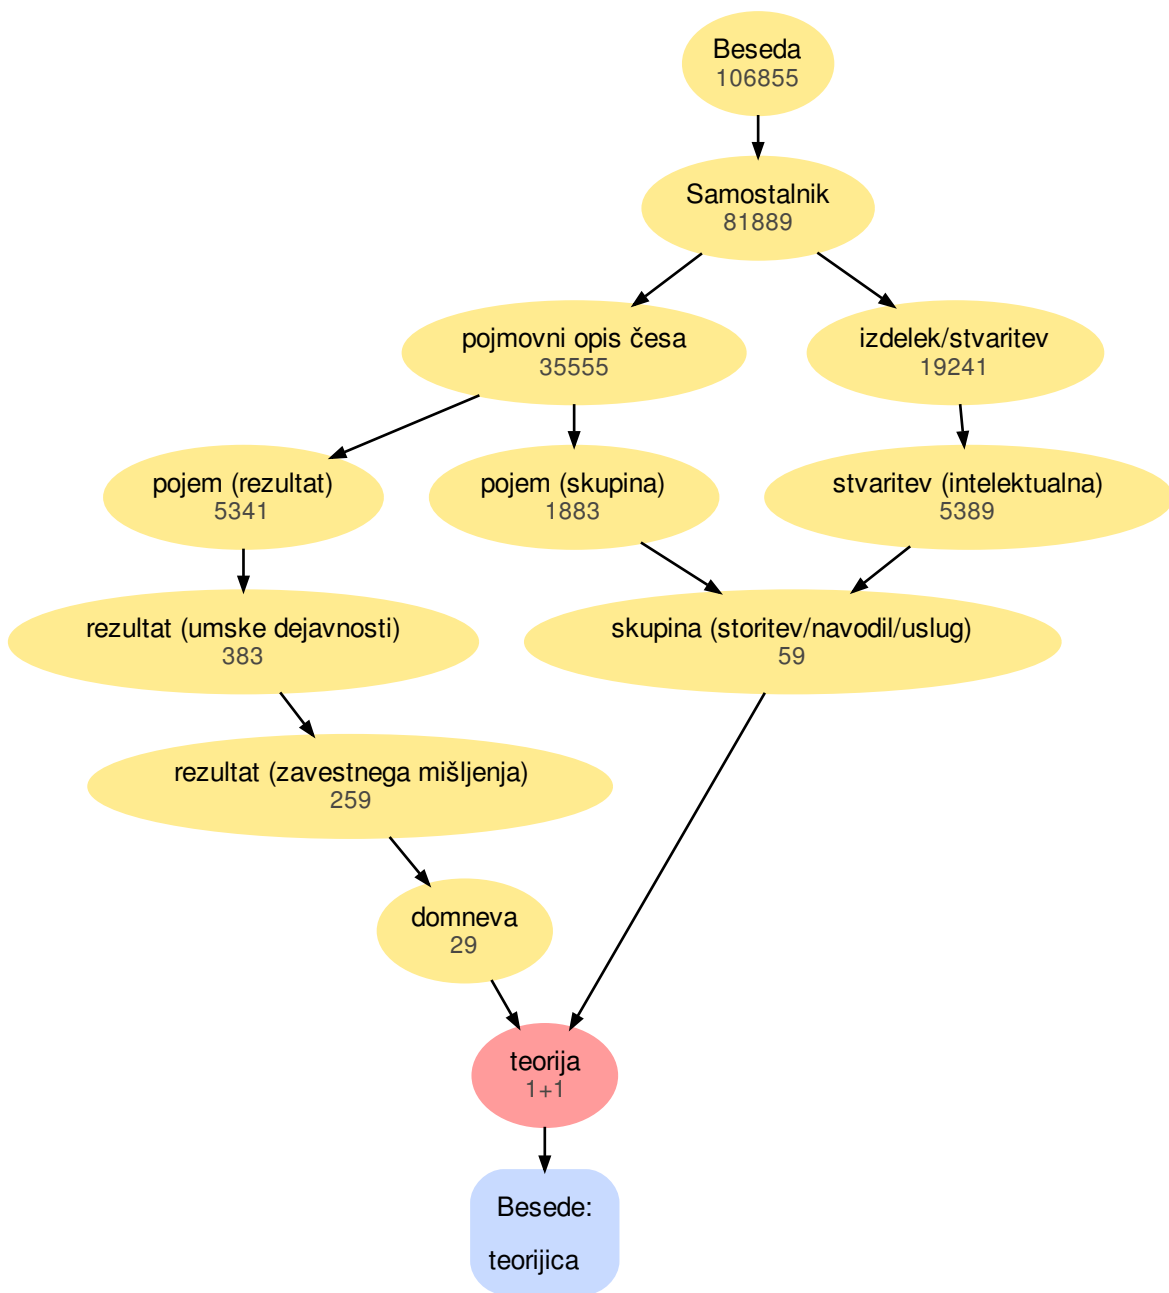 Beseda
106855
Samostalnik
81889
pojmovni opis česa
35555
izdelek/stvaritev
19241
pojem (rezultat)
5341
pojem (skupina)
1883
stvaritev (intelektualna)
5389
rezultat (umske dejavnosti)
383
skupina (storitev/navodil/uslug)
59
rezultat (zavestnega mišljenja)
259
domneva
29
teorija
1+1
Besede:
teorijica